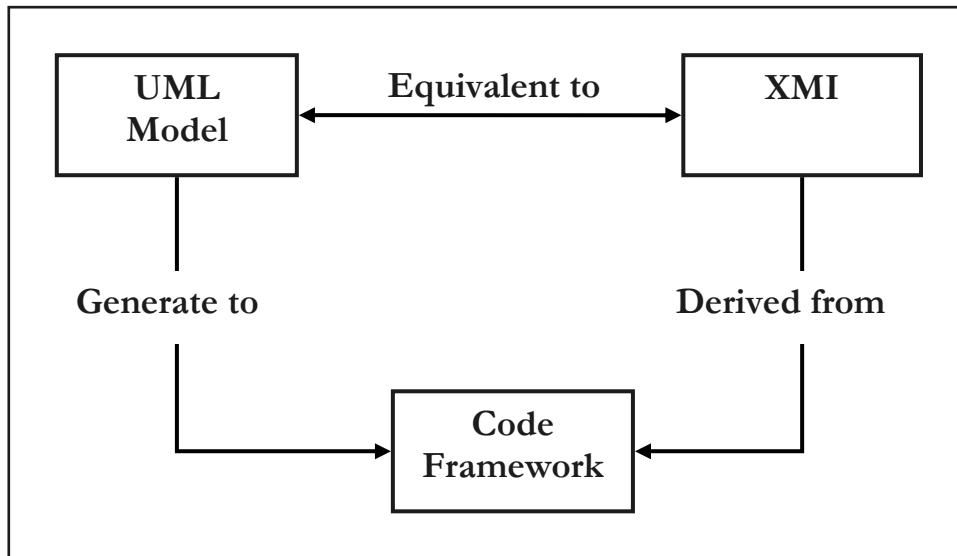 UML
Model
Equivalent to
XMI
Generate to
Derived from
Code
Framework